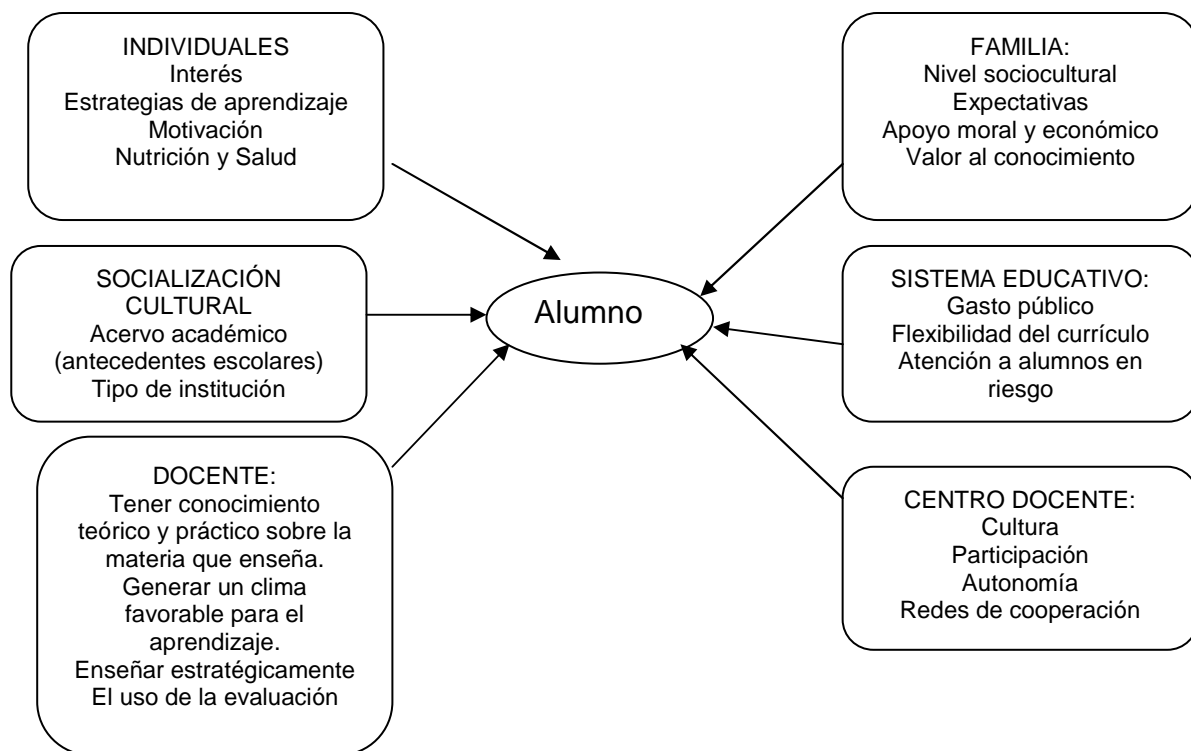 INDIVIDUALES
Interés
Estrategias de aprendizaje
Motivación
Nutrición y Salud
SOCIALIZACIÓN
CULTURAL
Acervo académico
(antecedentes escolares)
Tipo de institución
DOCENTE:
Tener conocimiento
teórico y práctico sobre la
materia que enseña.
Generar un clima
favorable para el
aprendizaje.
Enseñar estratégicamente
El uso de la evaluación
Alumno
FAMILIA:
Nivel sociocultural
Expectativas
Apoyo moral y económico
Valor al conocimiento
SISTEMA EDUCATIVO:
Gasto público
Flexibilidad del currículo
Atención a alumnos en
riesgo
CENTRO DOCENTE:
Cultura
Participación
Autonomía
Redes de cooperación